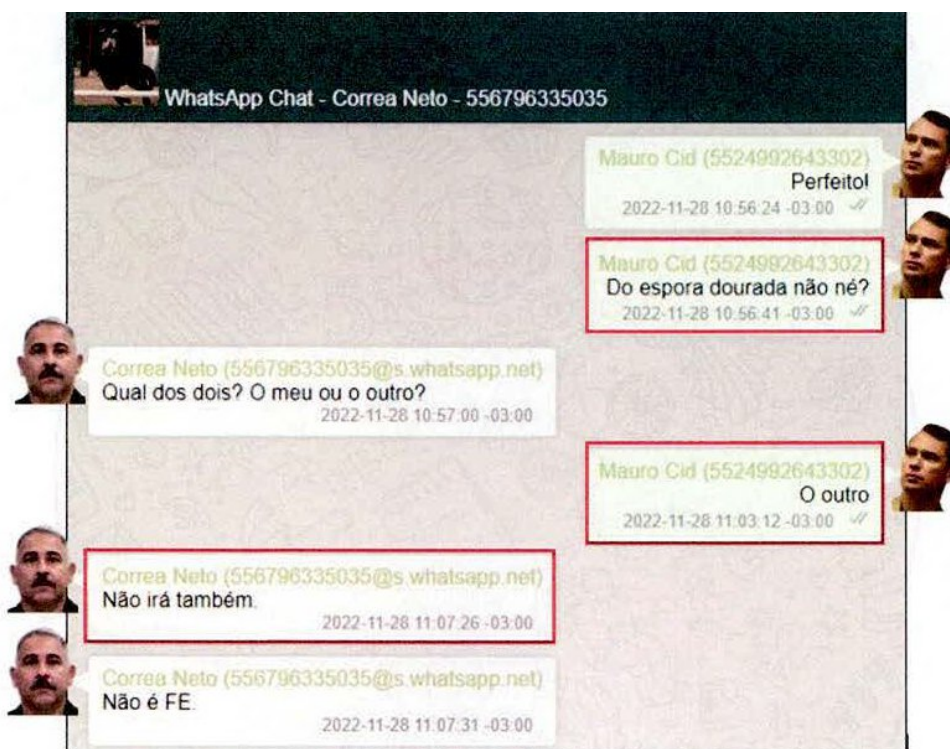 WhatsApp Chat - Correa Neto - 556796335035
Mauro Cid (5524992643302)
Perfeito!
2022-11-28 10:56:24 -03:00
Mauro Cid (5524992643302)
Do espora dourada não né?
2022-11-28 10:56:41 -03:00
Correa Neto (556796335035@s.whatsapp.net)
Qual dos dois? O meu ou o outro?
2022-11-28 10:57:00 -03:00
Mauro Cid (5524992643302)
O outro
2022-11-28 11:03:12 -03:00
Correa Neto (556796335035@s.whatsapp.net)
Não irá também.
2022-11-28 11:07:26 -03:00
Correa Neto (556796335035@s.whatsapp.net)
Não é FE.
2022-11-28 11:07:31 -03:00